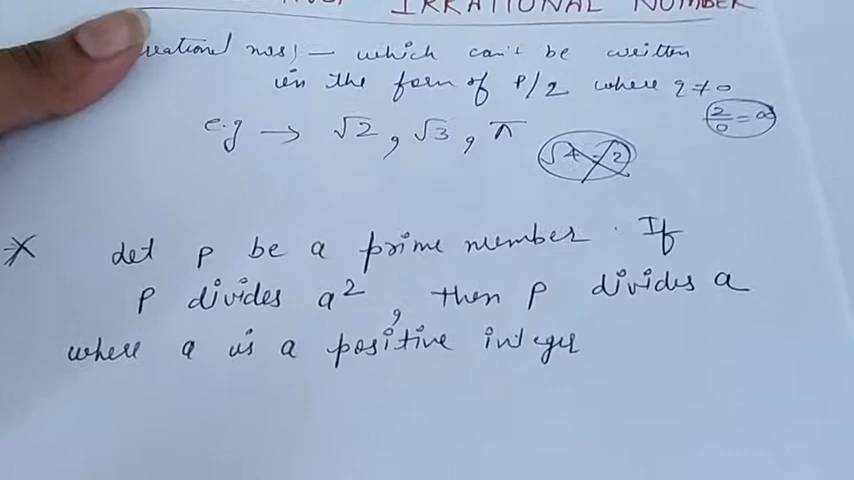 IRRATIONAL NUMBER
rational nos; — which can't be written
in the form of P/2 where q≠0
e.g → √2, √3, π
2/0 = ∞
√4 = 2
* Let p be a prime number. If
p divides a², then p divides a
where a is a positive integer